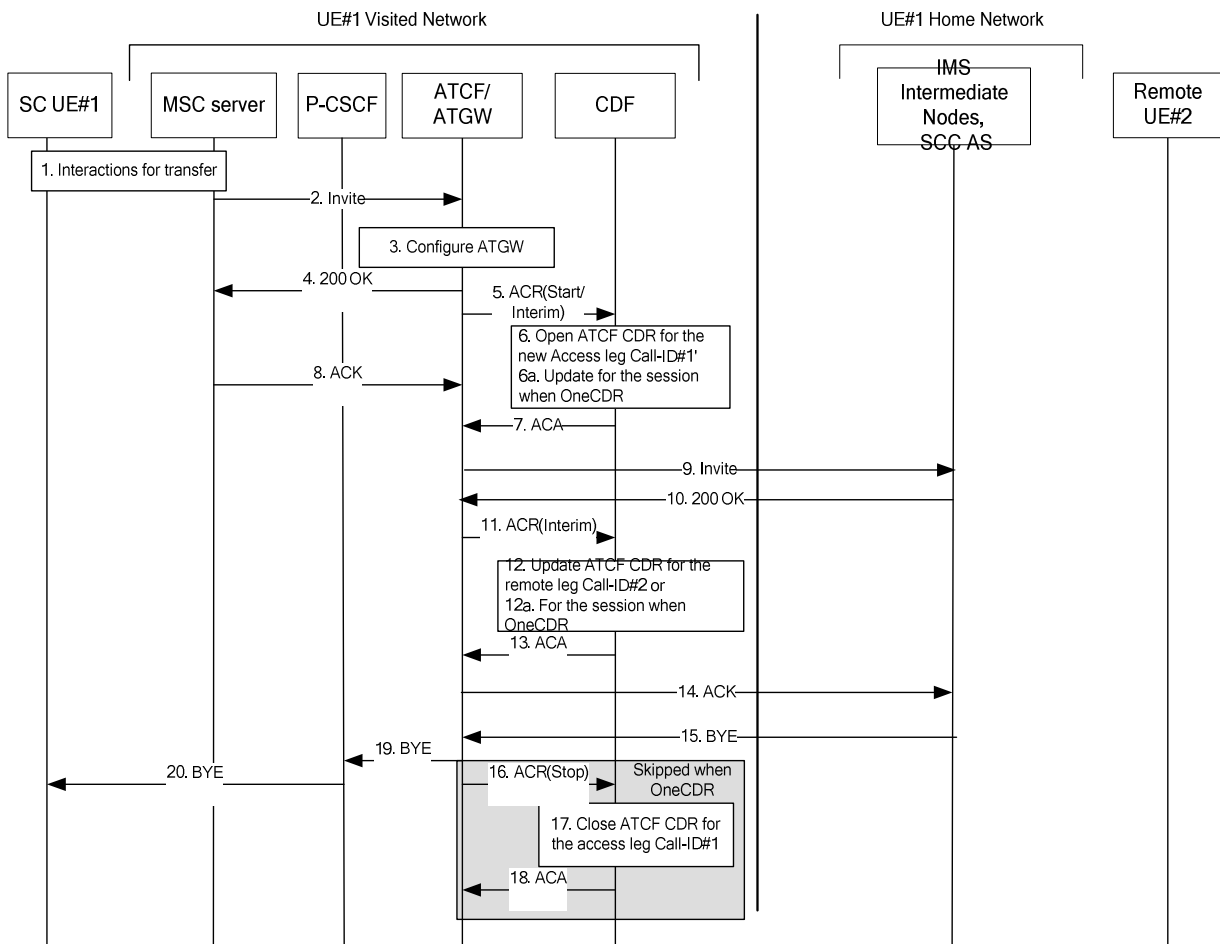 UE#1 Visited Network
UE#1 Home Network
SC UE#1
MSC server
P-CSCF
ATCF/
ATGW
CDF
IMS
Intermediate
Nodes,
SCC AS
Remote
UE#2
1. Interactions for transfer
2. Invite
3. Configure ATGW
4. 200 OK
5. ACR(Start/
Interim)
6. Open ATCF CDR for the
new Access leg Call-ID#1'
6a. Update for the session
when OneCDR
8. ACK
7. ACA
9. Invite
10. 200 OK
11. ACR(Interim)
12. Update ATCF CDR for the
remote leg Call-ID#2 or
12a. For the session when
OneCDR
13. ACA
14. ACK
15. BYE
19. BYE
20. BYE
16. ACR(Stop)
Skipped when
OneCDR
17. Close ATCF CDR for
the access leg Call-ID#1
18. ACA